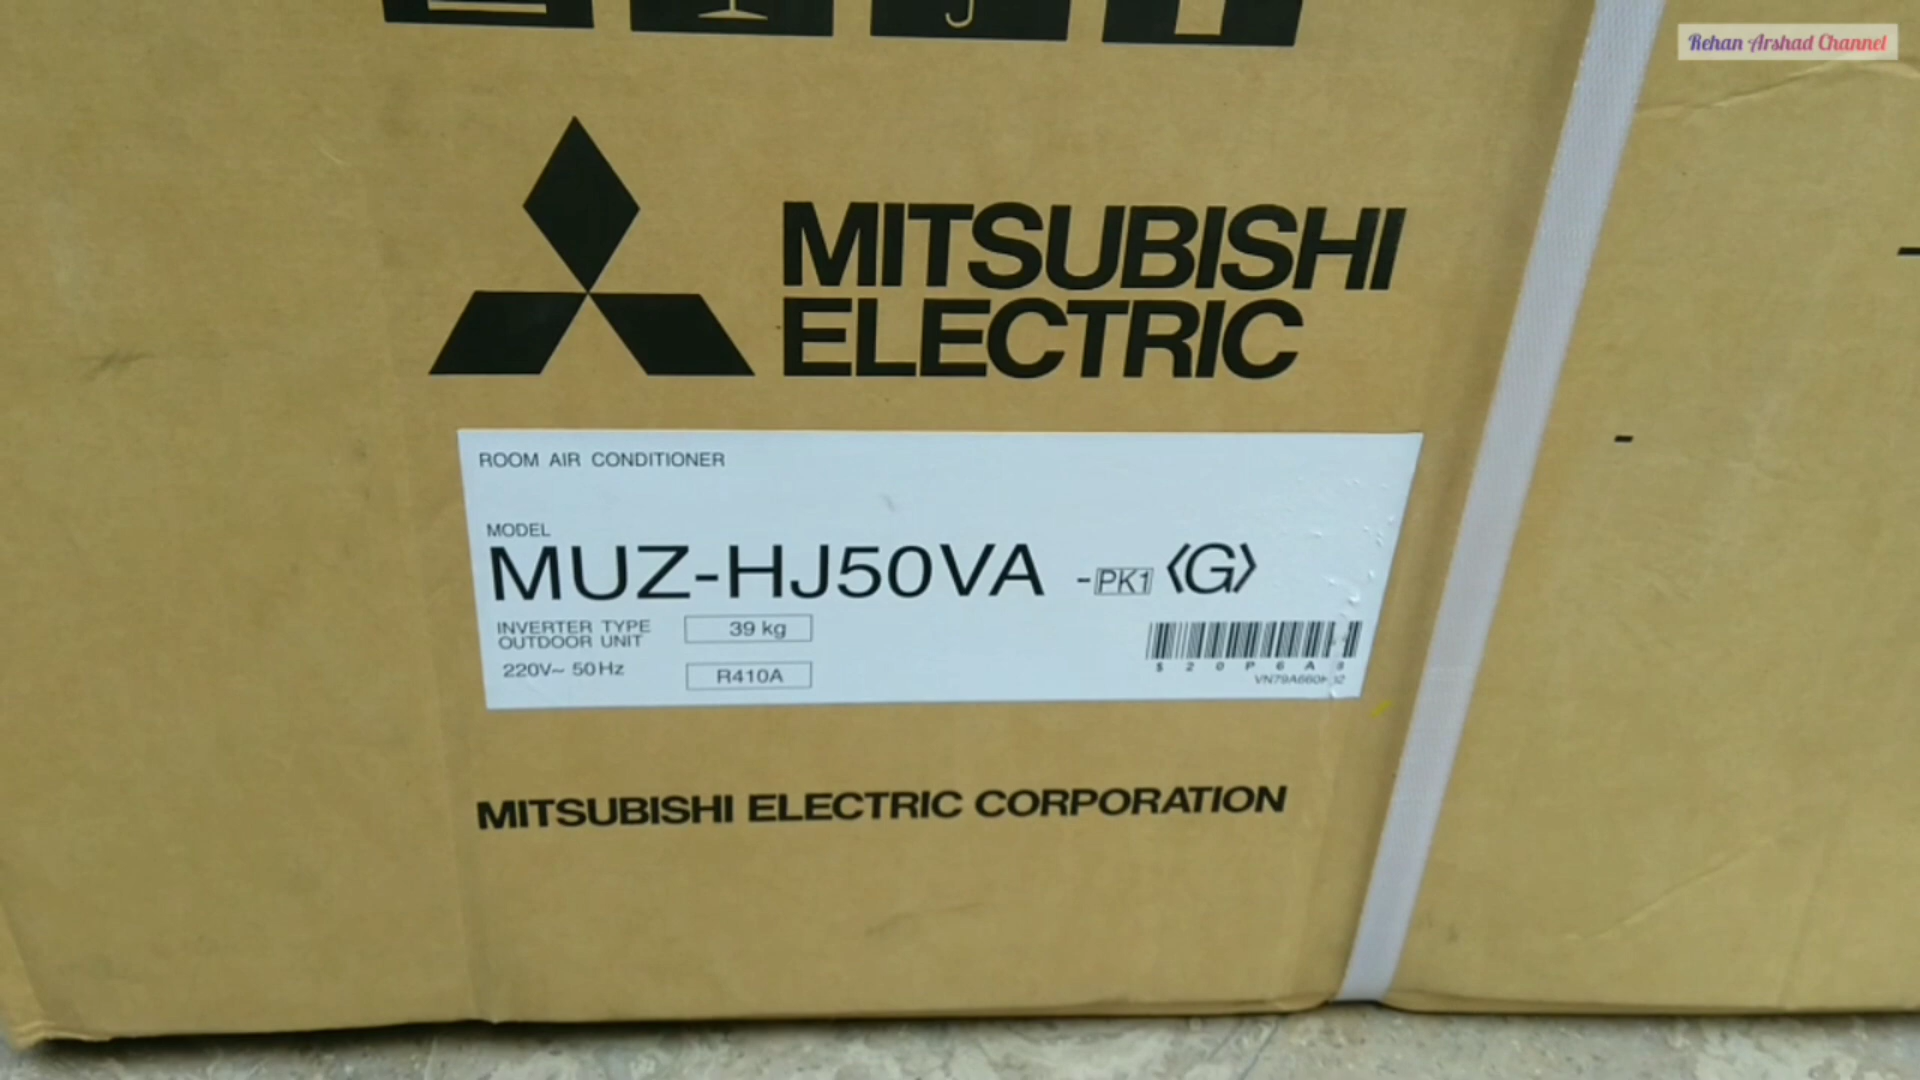 Rehan Arshad Channel
MITSUBISHI
ELECTRIC
ROOM AIR CONDITIONER
MODEL
MUZ-HJ50VA -PK1 〈G〉
INVERTER TYPE
OUTDOOR UNIT
39 kg
220V~ 50Hz
R410A
MITSUBISHI ELECTRIC CORPORATION